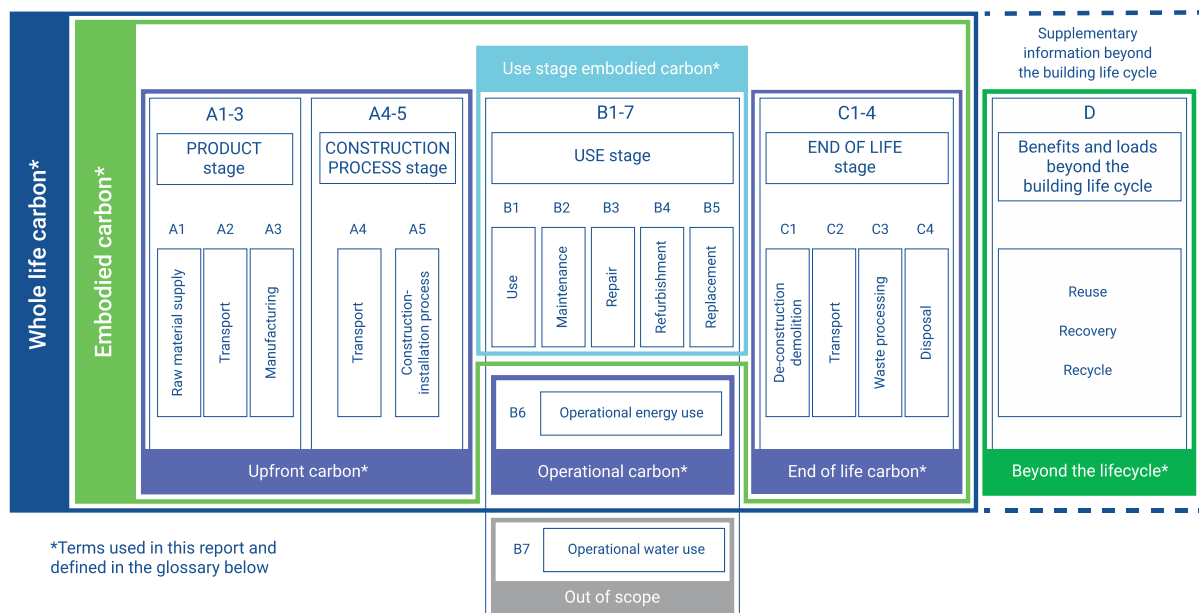 Whole life carbon*
Embodied carbon*
Use stage embodied carbon*
Supplementary
information beyond
the building life cycle
A1-3
PRODUCT
stage
A1
A2
A3
Raw material supply
Transport
Manufacturing
A4-5
CONSTRUCTION
PROCESS stage
A4
A5
Transport
Construction-
installation process
Upfront carbon*
B1-7
USE stage
B1
B2
B3
B4
B5
Use
Maintenance
Repair
Refurbishment
Replacement
B6
Operational energy use
Operational carbon*
B7
Operational water use
Out of scope
C1-4
END OF LIFE
stage
C1
C2
C3
C4
De-construction
demolition
Transport
Waste processing
Disposal
End of life carbon*
D
Benefits and loads
beyond the
building life cycle
Reuse
Recovery
Recycle
Beyond the lifecycle*
*Terms used in this report and
defined in the glossary below